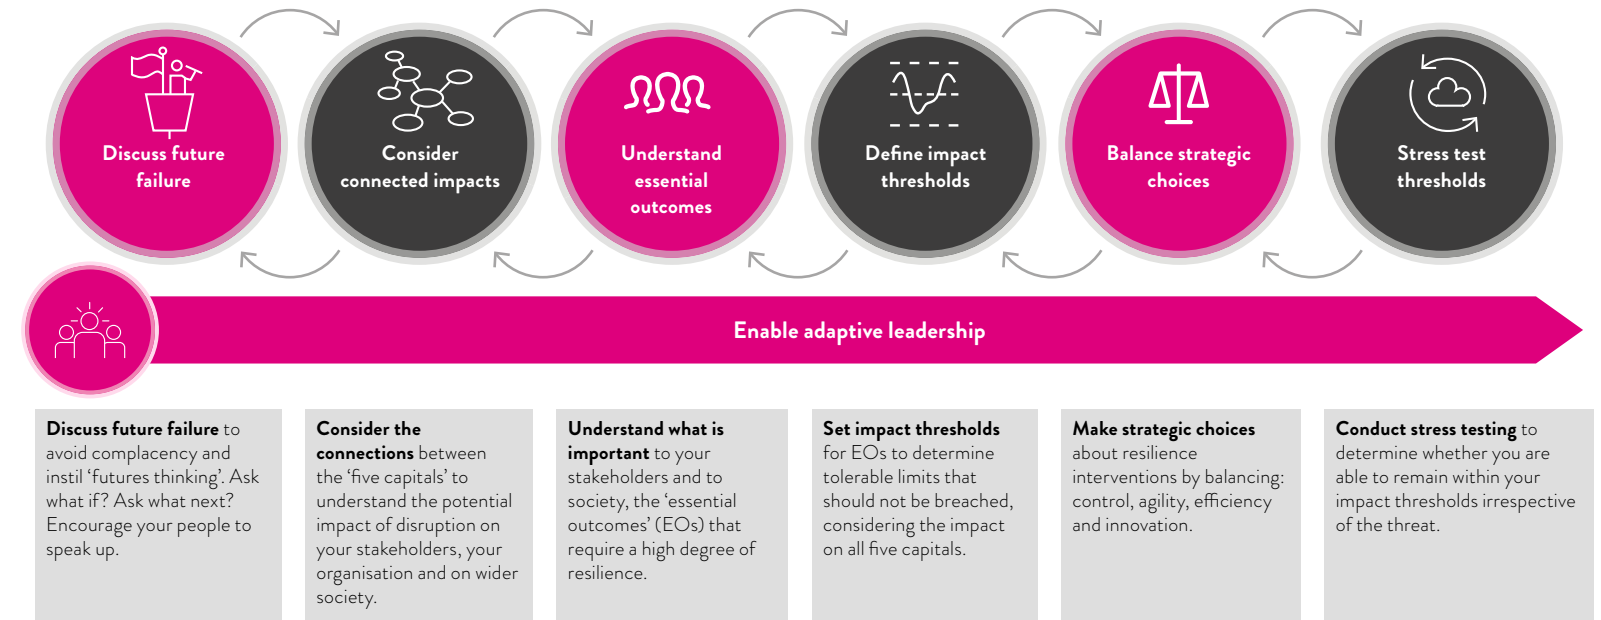 Discuss future
failure
Consider
connected impacts
Understand
essential
outcomes
Define impact
thresholds
Balance strategic
choices
Stress test
thresholds
Enable adaptive leadership
Discuss future failure to
avoid complacency and
instil ‘futures thinking’. Ask
what if? Ask what next?
Encourage your people to
speak up.
Consider the
connections between
the ‘five capitals’ to
understand the potential
impact of disruption on
your stakeholders, your
organisation and on wider
society.
Understand what is
important to your
stakeholders and to
society, the ‘essential
outcomes’ (EOs) that
require a high degree of
resilience.
Set impact thresholds
for EOs to determine
tolerable limits that
should not be breached,
considering the impact
on all five capitals.
Make strategic choices
about resilience
interventions by balancing:
control, agility, efficiency
and innovation.
Conduct stress testing to
determine whether you are
able to remain within your
impact thresholds irrespective
of the threat.